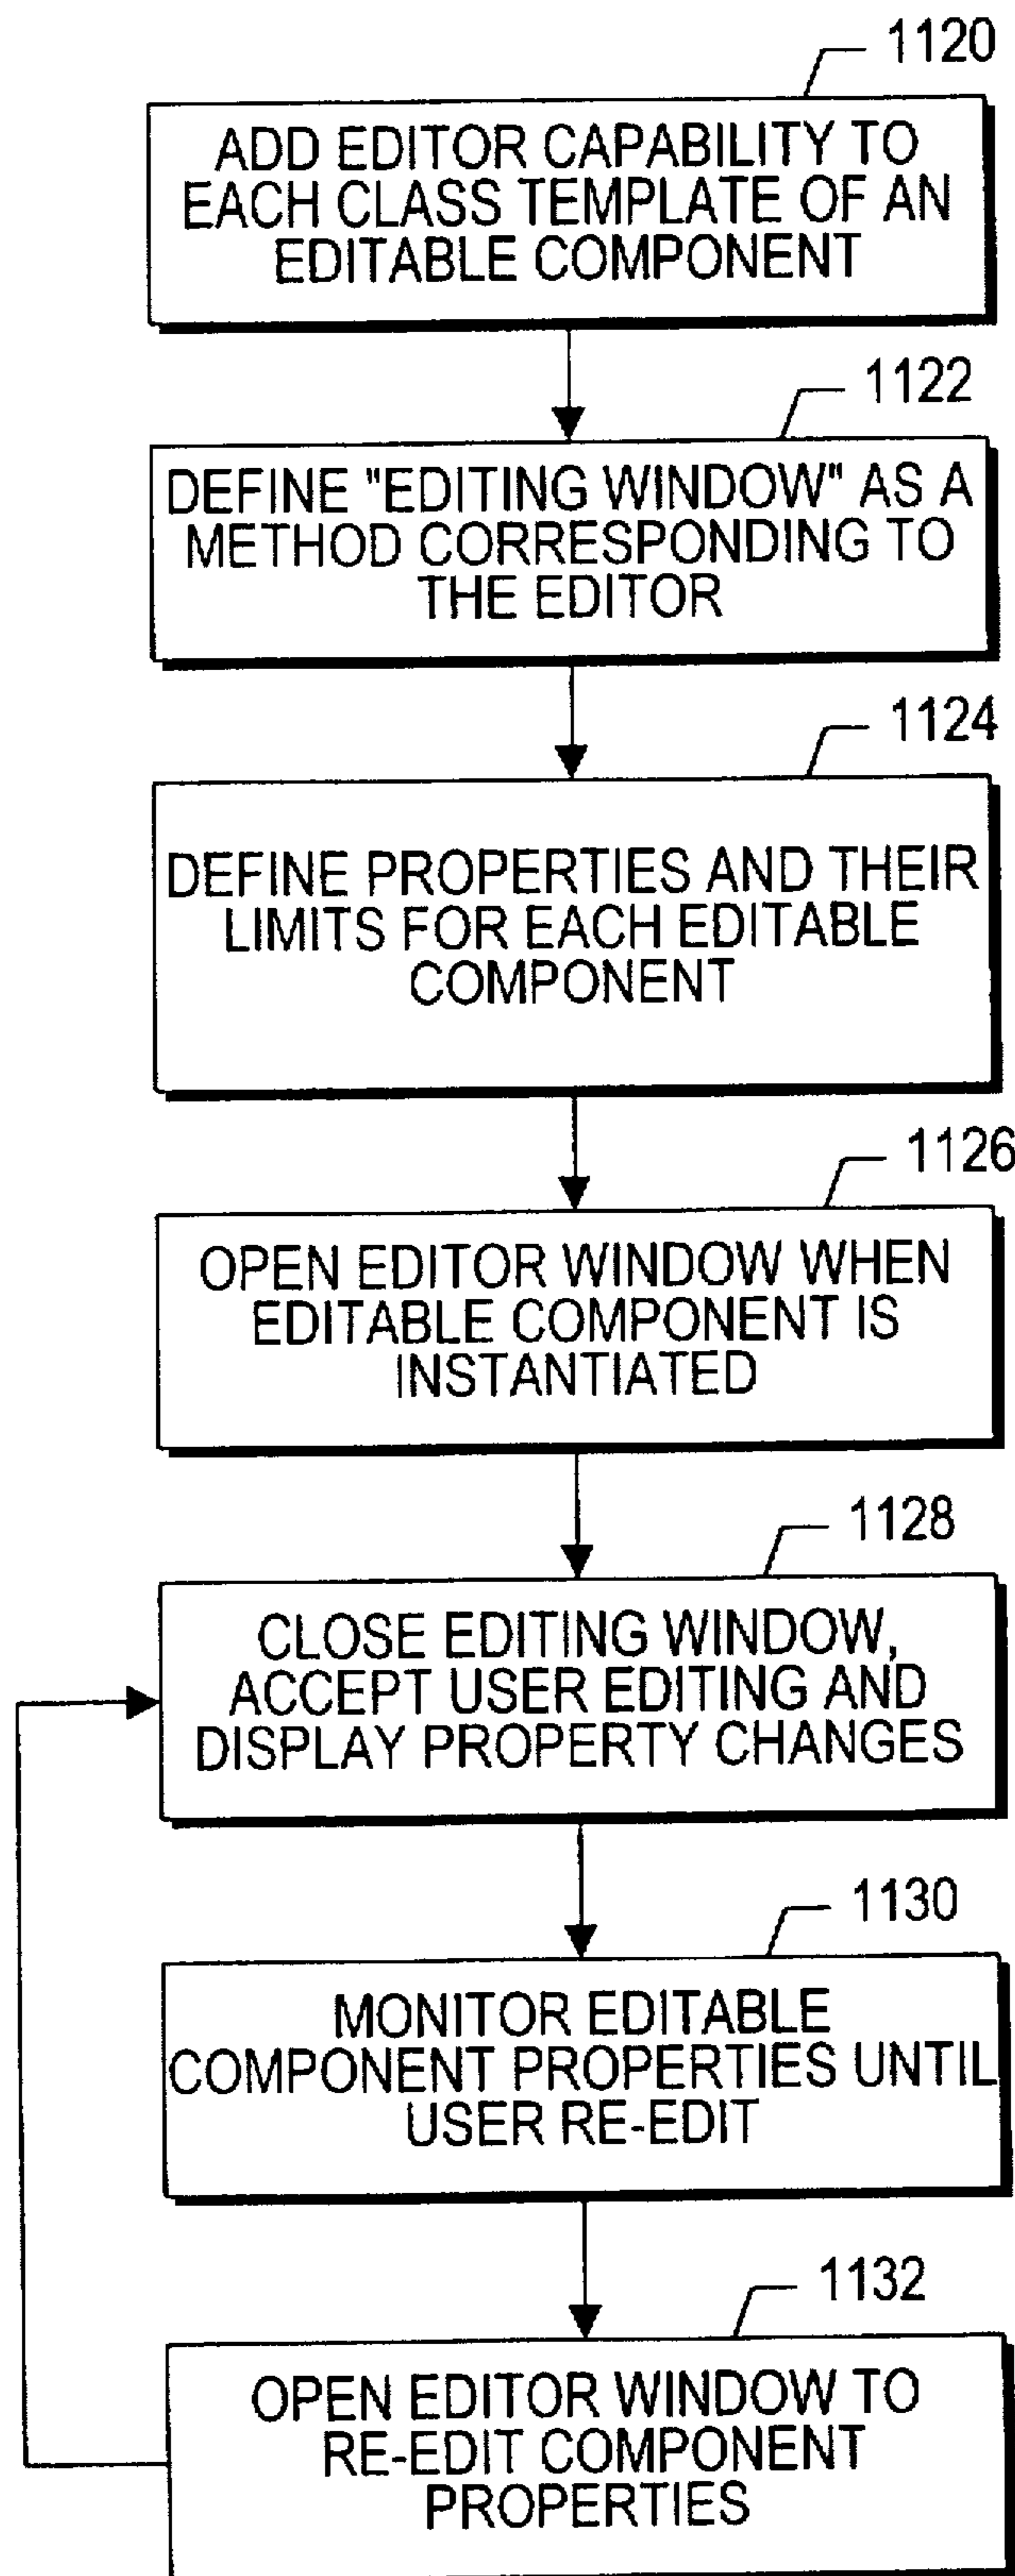 1120
ADD EDITOR CAPABILITY TO
EACH CLASS TEMPLATE OF AN
EDITABLE COMPONENT
1122
DEFINE "EDITING WINDOW" AS A
METHOD CORRESPONDING TO
THE EDITOR
1124
DEFINE PROPERTIES AND THEIR
LIMITS FOR EACH EDITABLE
COMPONENT
1126
OPEN EDITOR WINDOW WHEN
EDITABLE COMPONENT IS
INSTANTIATED
1128
CLOSE EDITING WINDOW,
ACCEPT USER EDITING AND
DISPLAY PROPERTY CHANGES
1130
MONITOR EDITABLE
COMPONENT PROPERTIES UNTIL
USER RE-EDIT
1132
OPEN EDITOR WINDOW TO
RE-EDIT COMPONENT
PROPERTIES